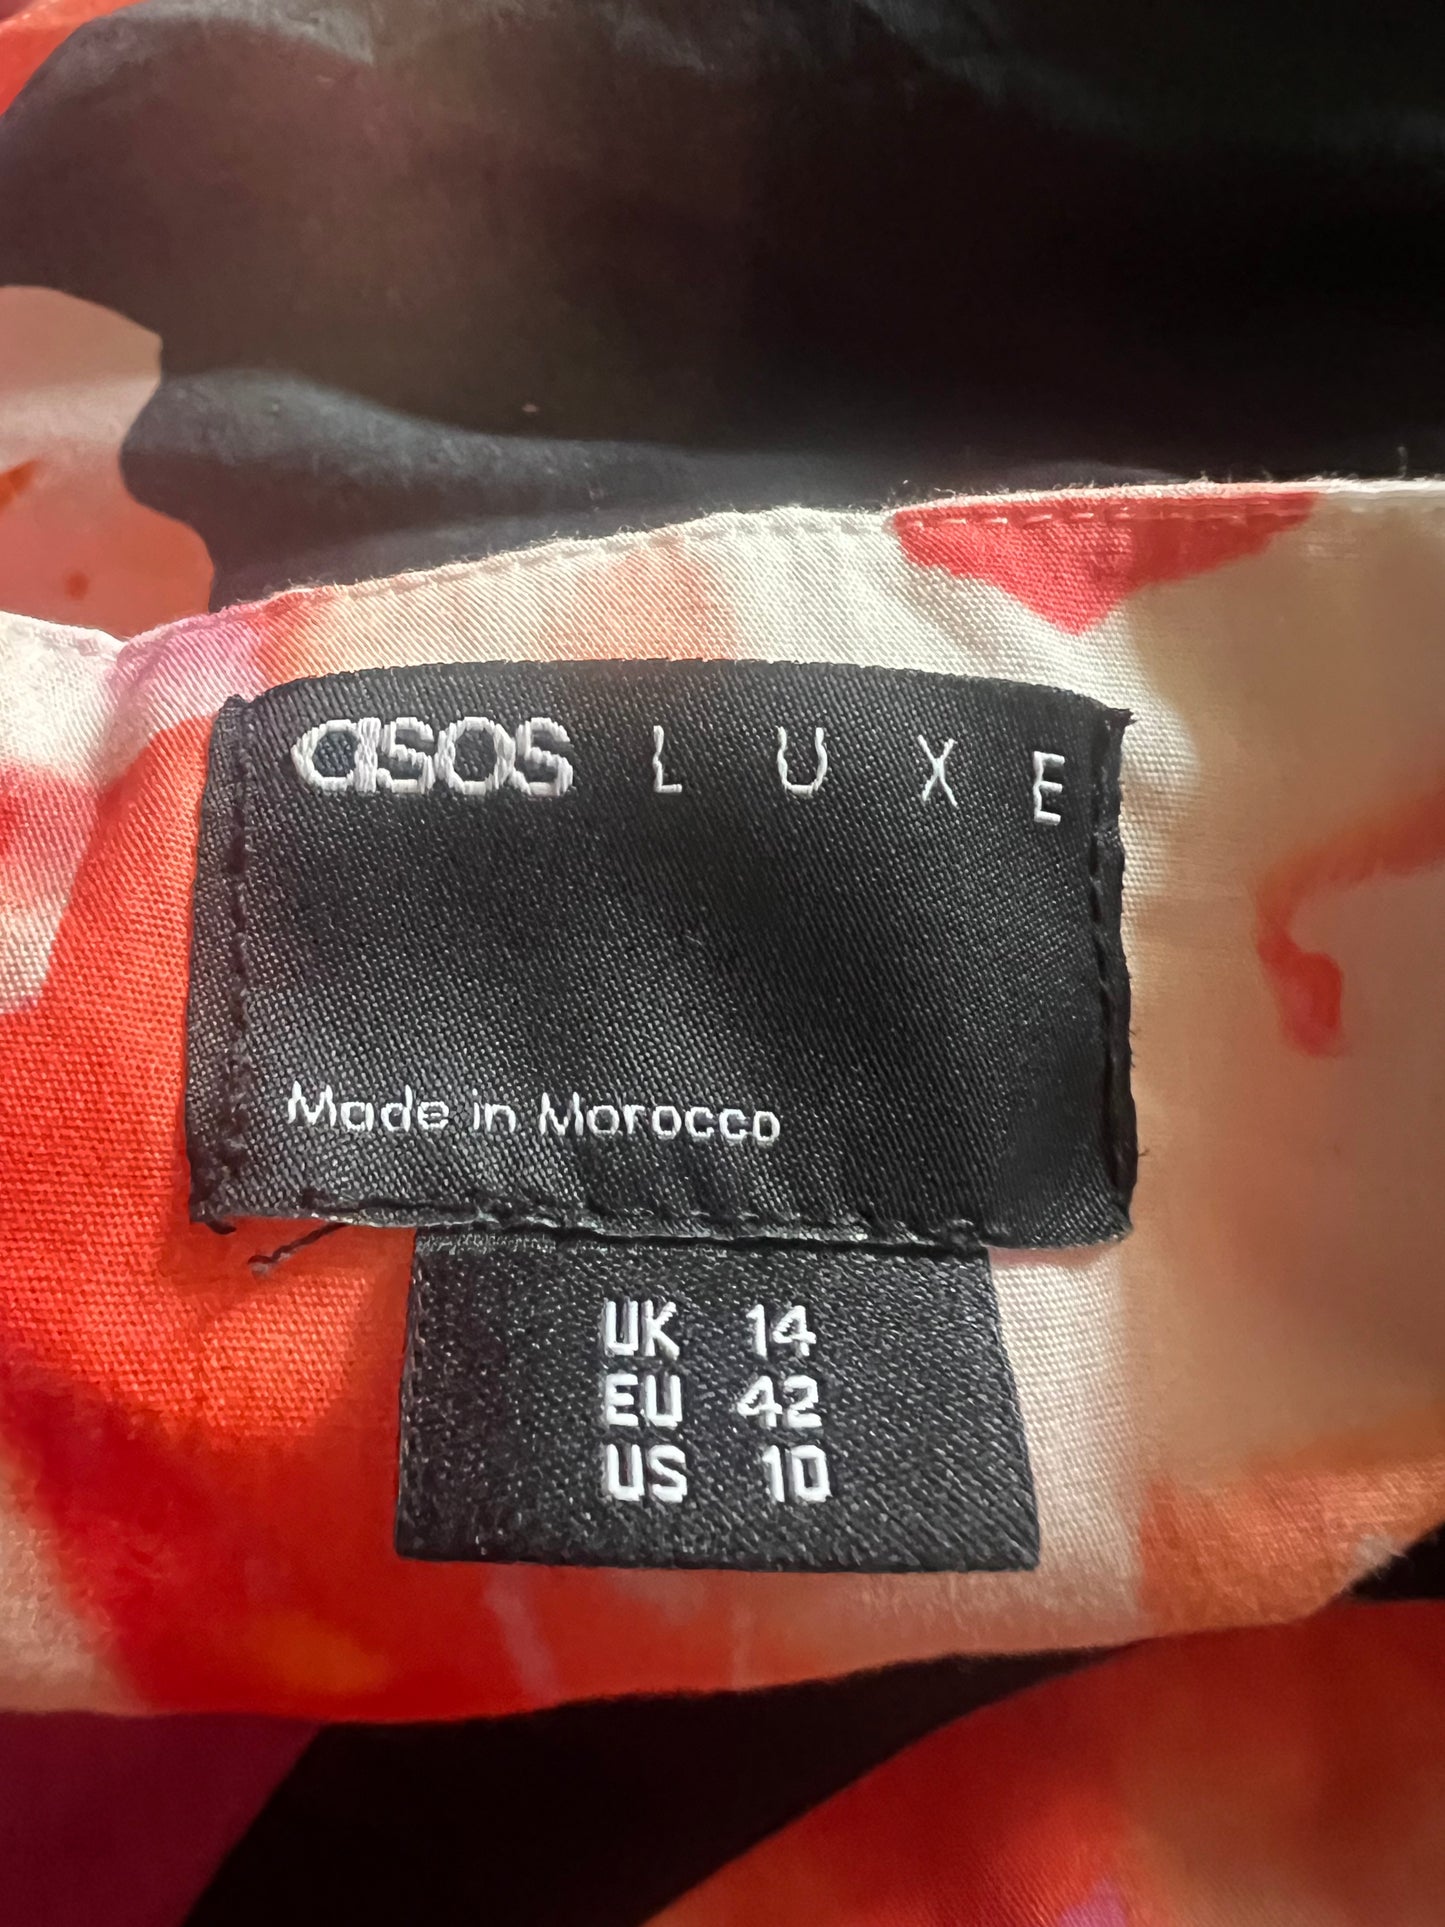 asos LUXE
Made in Morocco
UK 14
EU 42
US 10